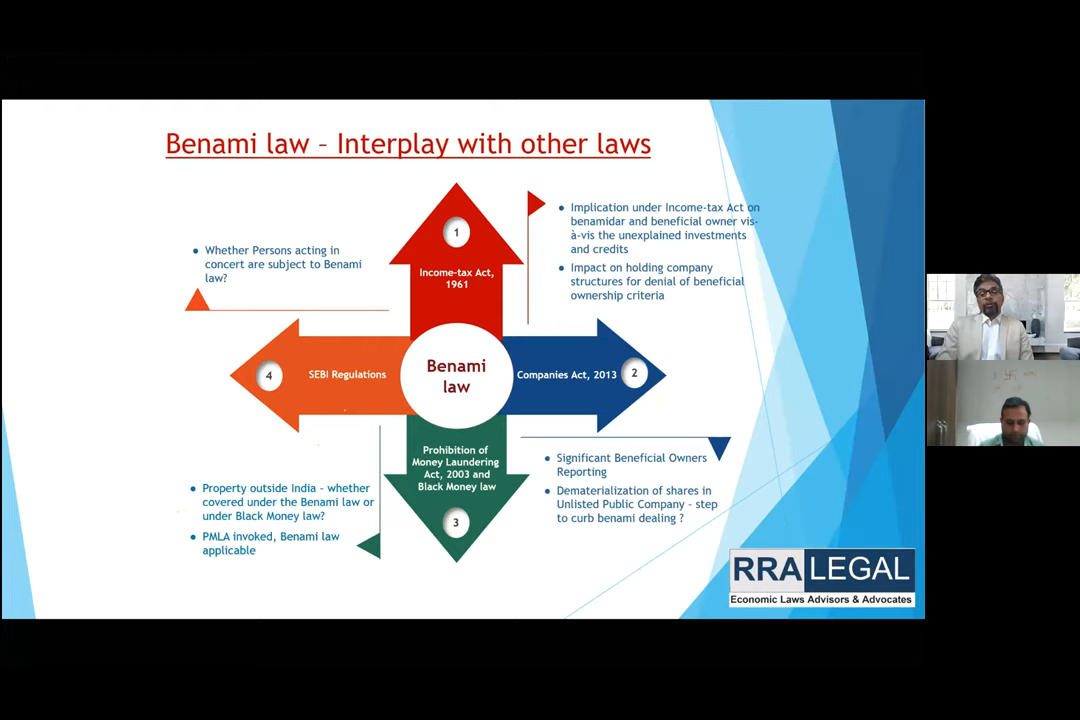 Benami law – Interplay with other laws
1
Income-tax Act,
1961
● Implication under Income-tax Act on
benamidar and beneficial owner vis-
à-vis the unexplained investments
and credits
● Impact on holding company
structures for denial of beneficial
ownership criteria
● Whether Persons acting in
concert are subject to Benami
law?
4
SEBI Regulations
Benami
law
Companies Act, 2013
2
Prohibition of
Money Laundering
Act, 2003 and
Black Money law
3
● Significant Beneficial Owners
Reporting
● Dematerialization of shares in
Unlisted Public Company - step
to curb benami dealing ?
● Property outside India – whether
covered under the Benami law or
under Black Money law?
● PMLA invoked, Benami law
applicable
RRA LEGAL
Economic Laws Advisors & Advocates